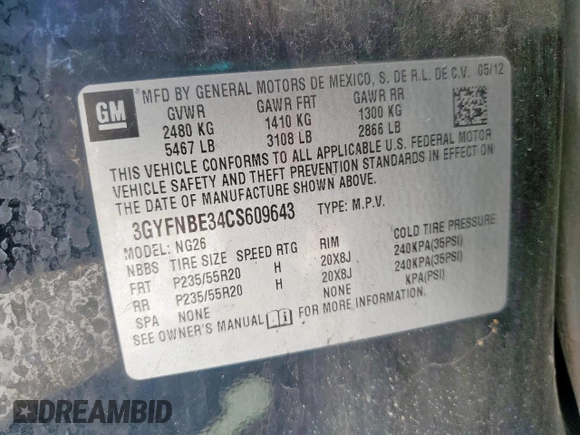 GM
*MFD BY GENERAL MOTORS DE MEXICO, S. DE R.L. DE C.V. 05/12
GVWR GAWR FRT GAWR RR
2480 KG 1410 KG 1300 KG
5467 LB 3108 LB 2866 LB
THIS VEHICLE CONFORMS TO ALL APPLICABLE U.S. FEDERAL MOTOR
VEHICLE SAFETY AND THEFT PREVENTION STANDARDS IN EFFECT ON
THE DATE OF MANUFACTURE SHOWN ABOVE.
3GYFNBE34CS609643 TYPE: M.P.V.
MODEL: NG26
NBBS TIRE SIZE SPEED RTG RIM COLD TIRE PRESSURE
FRT P235/55R20 H 20X8J 240KPA(35PSI)
RR P235/55R20 H 20X8J 240KPA(35PSI)
SPA NONE NONE KPA(PSI)
SEE OWNER'S MANUAL FOR MORE INFORMATION.
DREAMBID